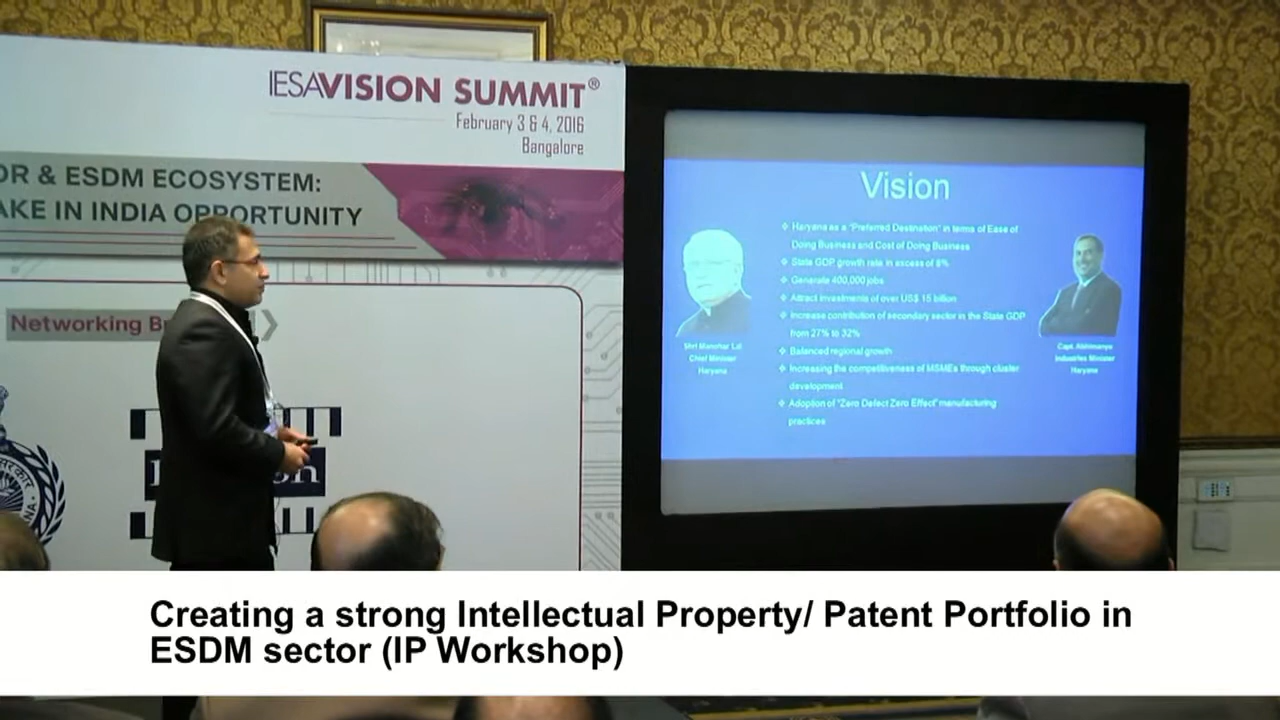 IESA VISION SUMMIT®
February 3 & 4, 2016
Bangalore
OR & ESDM ECOSYSTEM:
AKE IN INDIA OPPORTUNITY
Networking B
Vision
❖ Haryana as a "Preferred Destination" in terms of Ease of
Doing Business and Cost of Doing Business
❖ State GDP growth rate in excess of 8%
❖ Generate 400,000 jobs
❖ Attract investments of over US$ 15 billion
❖ Increase contribution of secondary sector in the State GDP
from 27% to 32%
❖ Balanced regional growth
❖ Increasing the competitiveness of MSMEs through cluster
development
❖ Adoption of "Zero Defect Zero Effect" manufacturing
practices
Shri Manohar Lal
Chief Minister
Haryana
Capt. Abhimanyu
Industries Minister
Haryana
Creating a strong Intellectual Property/ Patent Portfolio in
ESDM sector (IP Workshop)